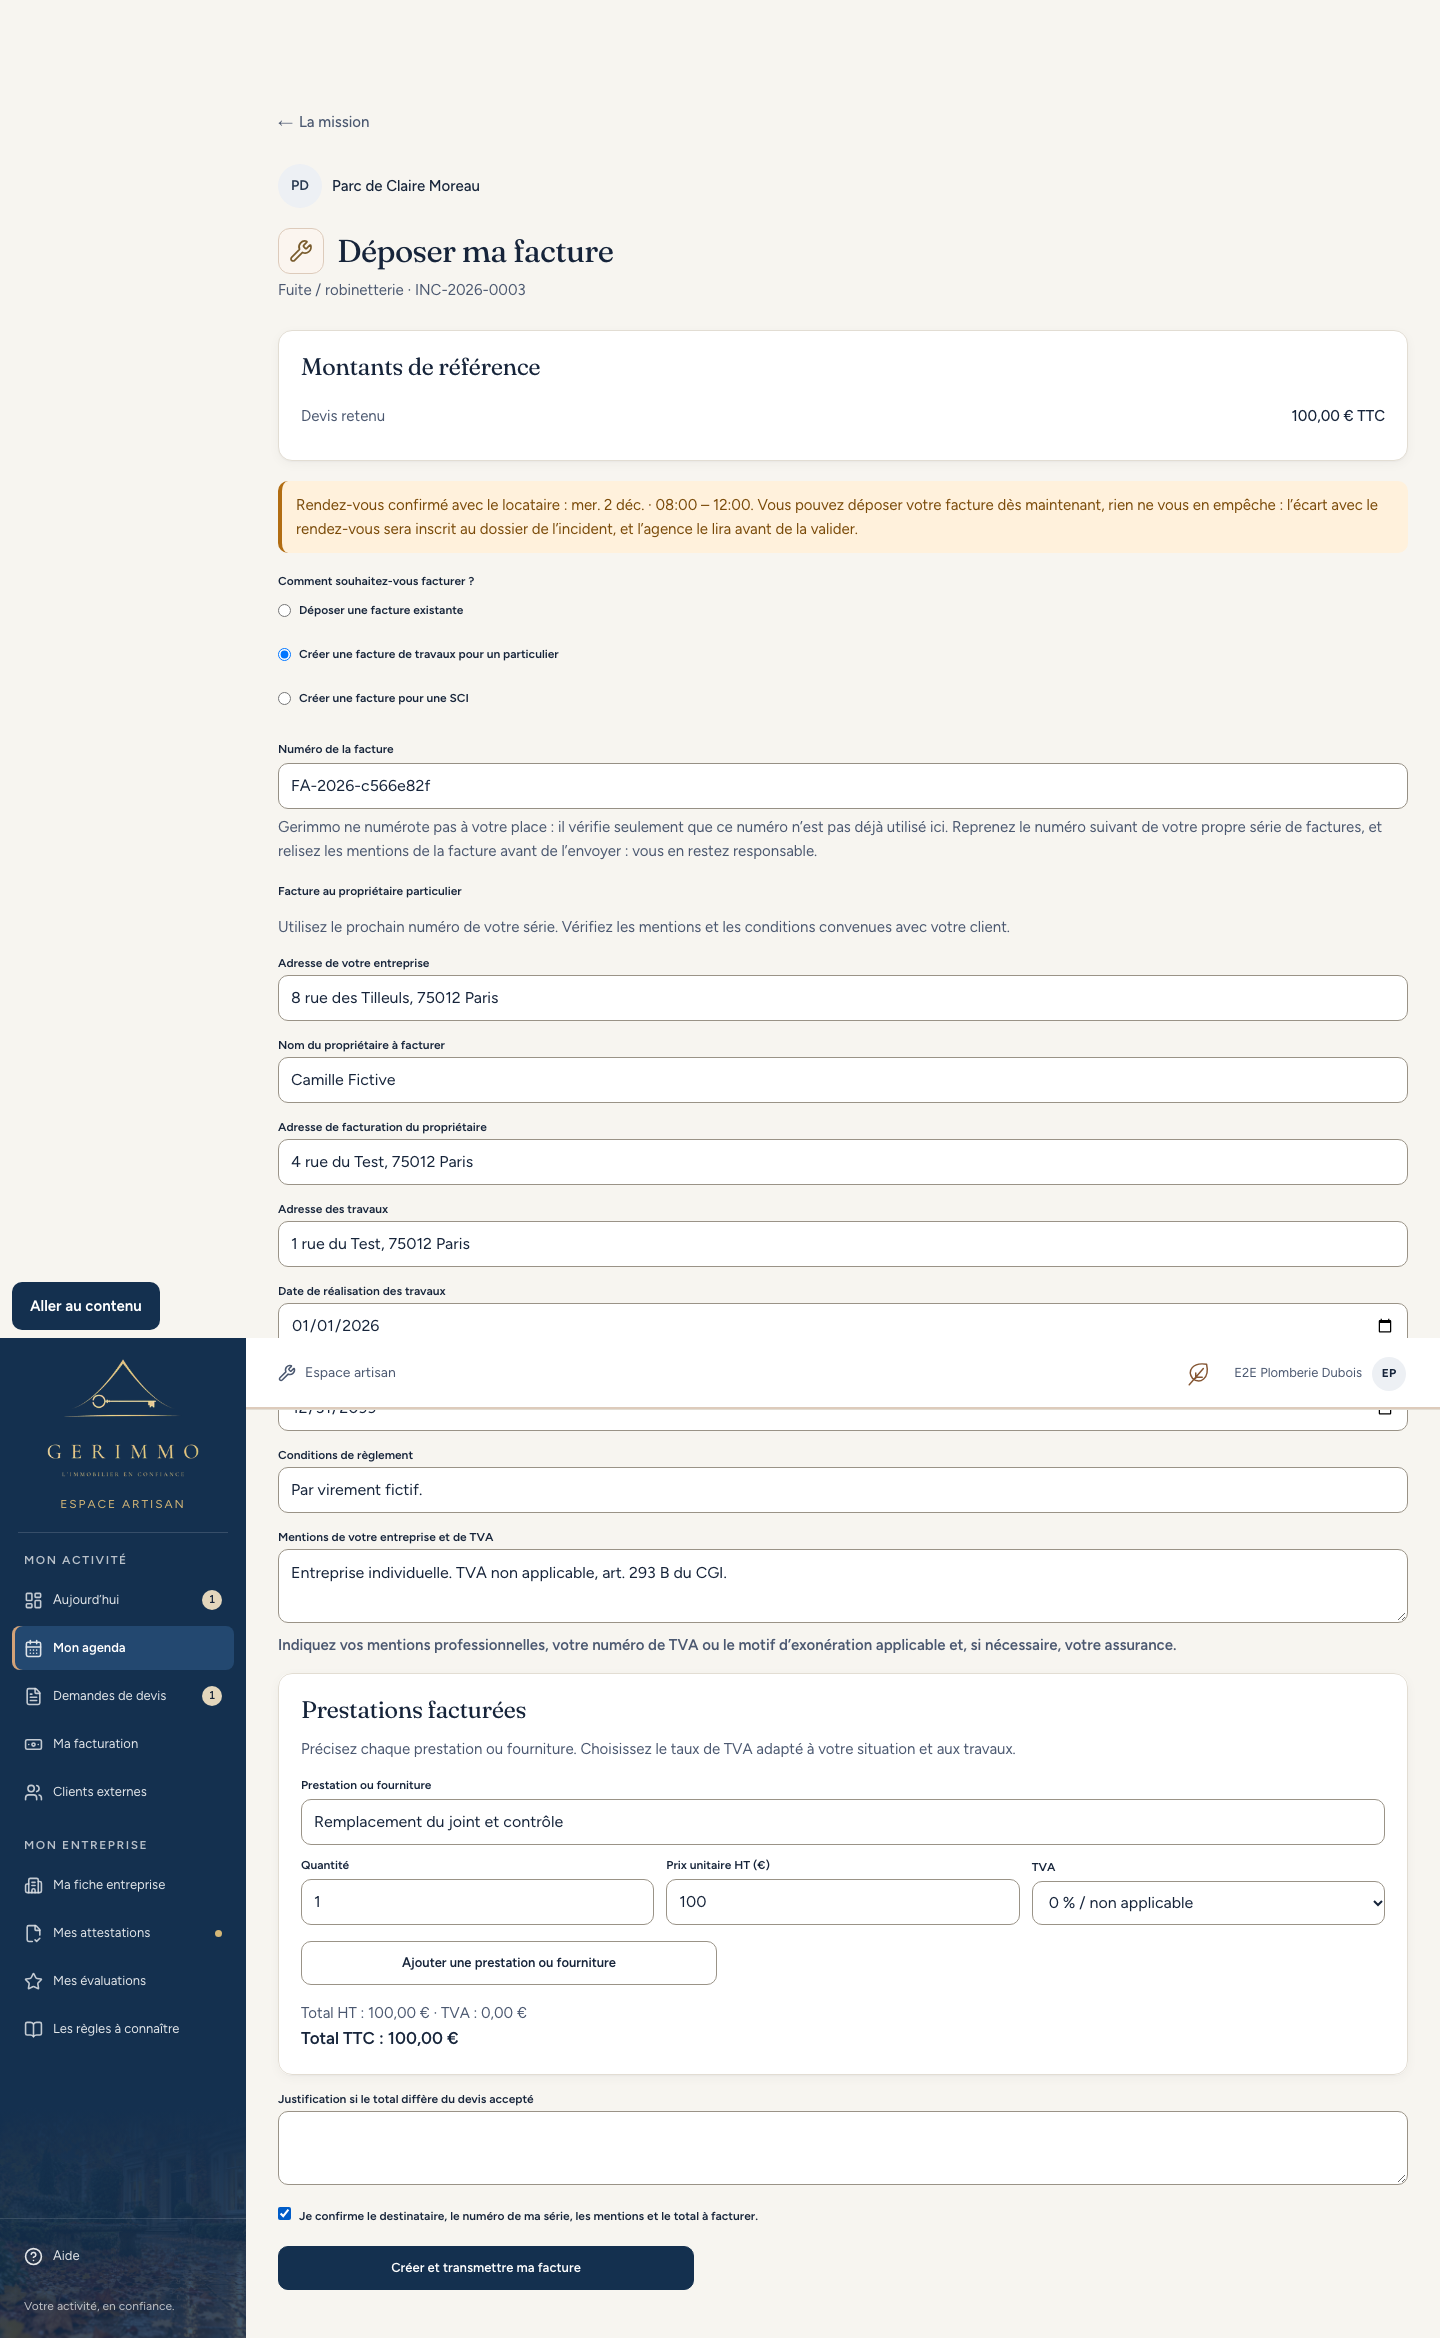 ← La mission
PD
Parc de Claire Moreau
Déposer ma facture
Fuite / robinetterie · INC-2026-0003
Montants de référence
Devis retenu
100,00 € TTC
Rendez-vous confirmé avec le locataire : mer. 2 déc. · 08:00 – 12:00. Vous pouvez déposer votre facture dès maintenant, rien ne vous en empêche : l’écart avec le
rendez-vous sera inscrit au dossier de l’incident, et l’agence le lira avant de la valider.
Comment souhaitez-vous facturer ?
Déposer une facture existante
Créer une facture de travaux pour un particulier
Créer une facture pour une SCI
Numéro de la facture
FA-2026-c566e82f
Gerimmo ne numérote pas à votre place : il vérifie seulement que ce numéro n’est pas déjà utilisé ici. Reprenez le numéro suivant de votre propre série de factures, et
relisez les mentions de la facture avant de l’envoyer : vous en restez responsable.
Facture au propriétaire particulier
Utilisez le prochain numéro de votre série. Vérifiez les mentions et les conditions convenues avec votre client.
Adresse de votre entreprise
8 rue des Tilleuls, 75012 Paris
Nom du propriétaire à facturer
Camille Fictive
Adresse de facturation du propriétaire
4 rue du Test, 75012 Paris
Adresse des travaux
1 rue du Test, 75012 Paris
Date de réalisation des travaux
01/01/2026
Aller au contenu
Espace artisan
E2E Plomberie Dubois
EP
GERIMMO
L'IMMOBILIER EN CONFIANCE
ESPACE ARTISAN
MON ACTIVITÉ
Aujourd’hui
1
Mon agenda
Demandes de devis
1
Ma facturation
Clients externes
MON ENTREPRISE
Ma fiche entreprise
Mes attestations
Mes évaluations
Les règles à connaître
Aide
Votre activité, en confiance.
Conditions de règlement
Par virement fictif.
Mentions de votre entreprise et de TVA
Entreprise individuelle. TVA non applicable, art. 293 B du CGI.
Indiquez vos mentions professionnelles, votre numéro de TVA ou le motif d’exonération applicable et, si nécessaire, votre assurance.
Prestations facturées
Précisez chaque prestation ou fourniture. Choisissez le taux de TVA adapté à votre situation et aux travaux.
Prestation ou fourniture
Remplacement du joint et contrôle
Quantité
Prix unitaire HT (€)
TVA
1
100
0 % / non applicable
Ajouter une prestation ou fourniture
Total HT : 100,00 € · TVA : 0,00 €
Total TTC : 100,00 €
Justification si le total diffère du devis accepté
Je confirme le destinataire, le numéro de ma série, les mentions et le total à facturer.
Créer et transmettre ma facture